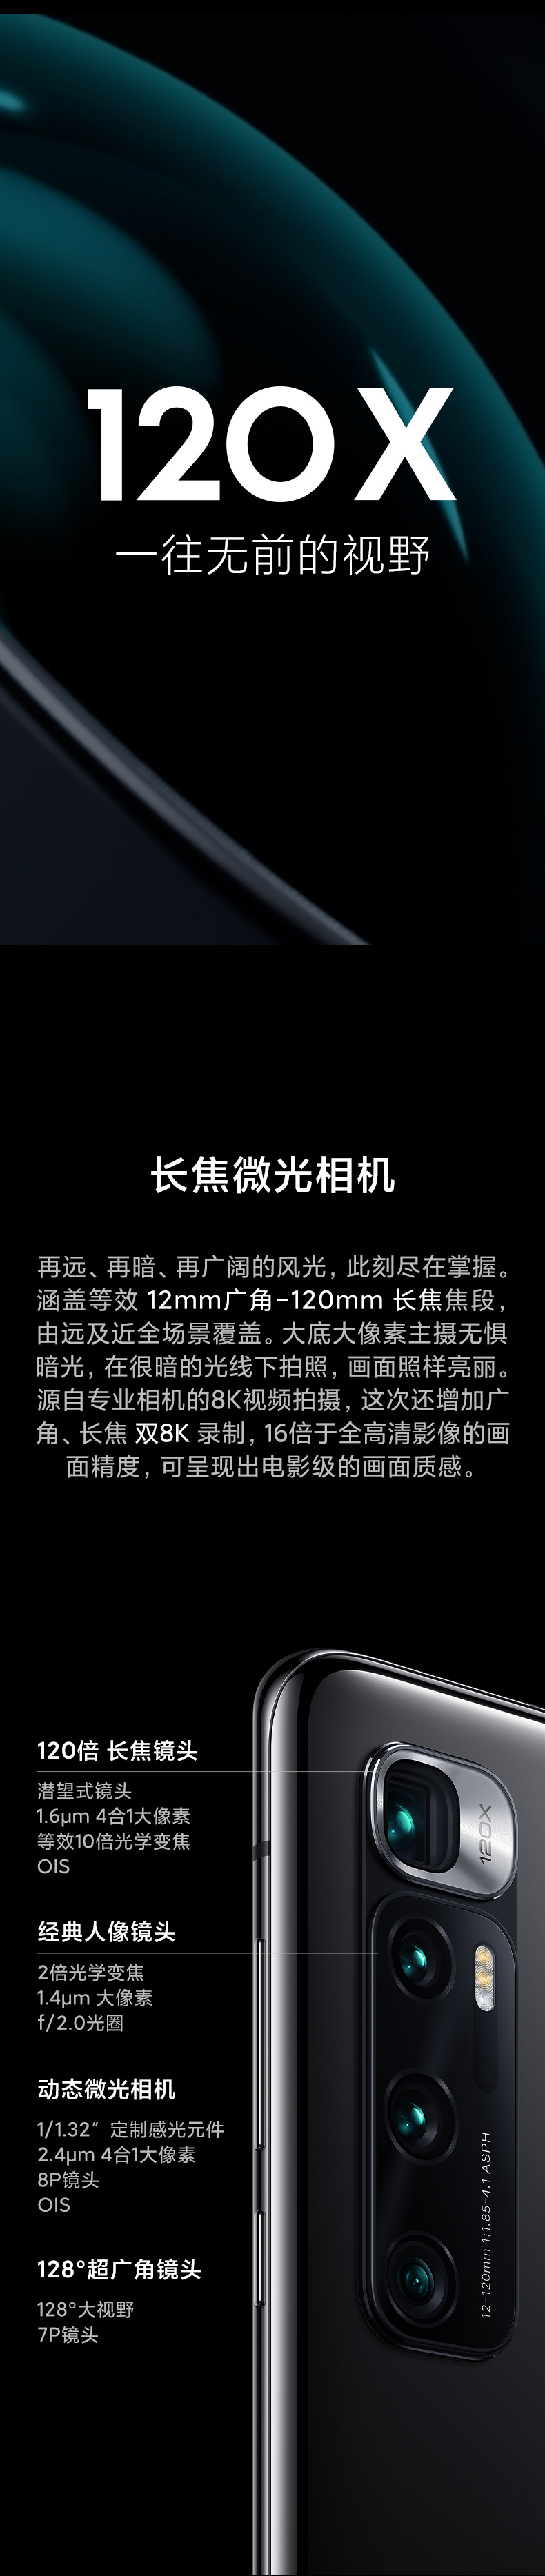 120X
一往无前的视野
长焦微光相机
再远、再暗、再广阔的风光，此刻尽在掌握。
涵盖等效 12mm广角-120mm 长焦焦段，
由远及近全场景覆盖。大底大像素主摄无惧
暗光，在很暗的光线下拍照，画面照样亮丽。
源自专业相机的8K视频拍摄，这次还增加广
角、长焦 双8K 录制，16倍于全高清影像的画
面精度，可呈现出电影级的画面质感。
120倍 长焦镜头
潜望式镜头
1.6μm 4合1大像素
等效10倍光学变焦
OIS
经典人像镜头
2倍光学变焦
1.4μm 大像素
f/2.0光圈
动态微光相机
1/1.32″ 定制感光元件
2.4μm 4合1大像素
8P镜头
OIS
128°超广角镜头
128°大视野
7P镜头
120X
12-120mm 1:1.85-4.1 ASPH